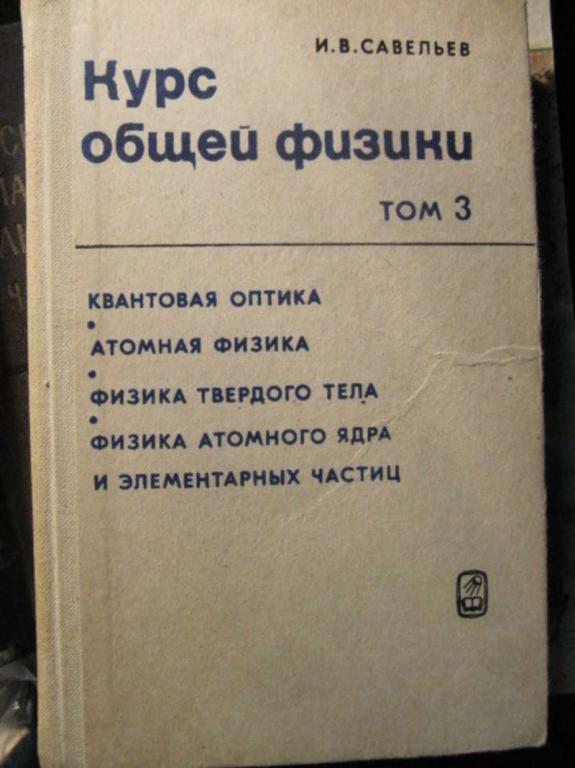 И.В.САВЕЛЬЕВ
Курс
общей физики
ТОМ 3
КВАНТОВАЯ ОПТИКА
•
АТОМНАЯ ФИЗИКА
•
ФИЗИКА ТВЕРДОГО ТЕЛА
•
ФИЗИКА АТОМНОГО ЯДРА
И ЭЛЕМЕНТАРНЫХ ЧАСТИЦ